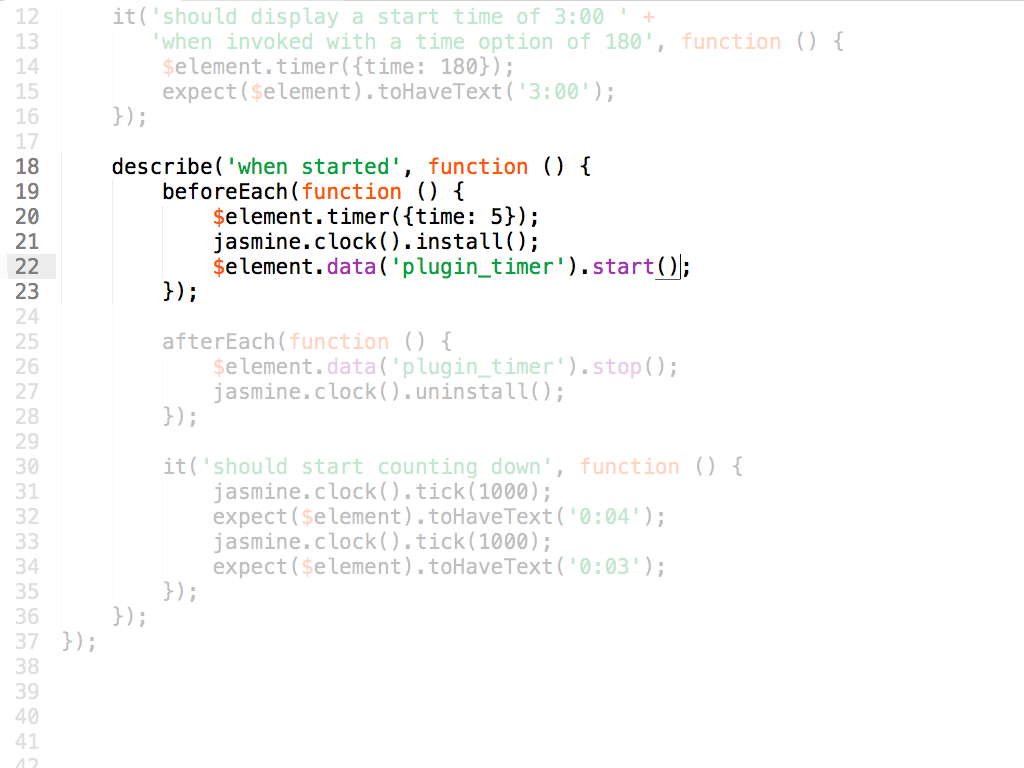 12 it('should display a start time of 3:00 ' +
13 'when invoked with a time option of 180', function () {
14 $element.timer({time: 180});
15 expect($element).toHaveText('3:00');
16 });
17
18 describe('when started', function () {
19 beforeEach(function () {
20 $element.timer({time: 5});
21 jasmine.clock().install();
22 $element.data('plugin_timer').start();
23 });
24
25 afterEach(function () {
26 $element.data('plugin_timer').stop();
27 jasmine.clock().uninstall();
28 });
29
30 it('should start counting down', function () {
31 jasmine.clock().tick(1000);
32 expect($element).toHaveText('0:04');
33 jasmine.clock().tick(1000);
34 expect($element).toHaveText('0:03');
35 });
36 });
37 });
38
39
40
41
42